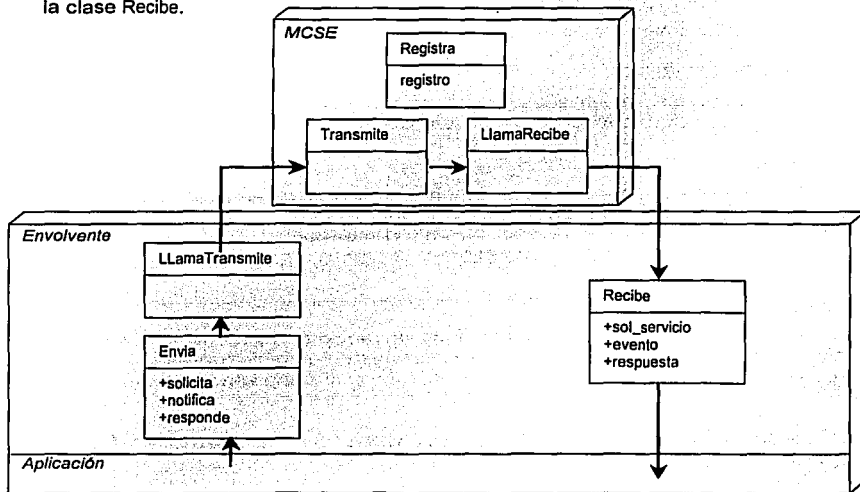 la clase Recibe.
MCSE
Registra
registro
Transmite
LlamaRecibe
Envolvente
LLamaTransmite
Envia
+solicita
+notifica
+responde
Recibe
+sol_servicio
+evento
+respuesta
Aplicación